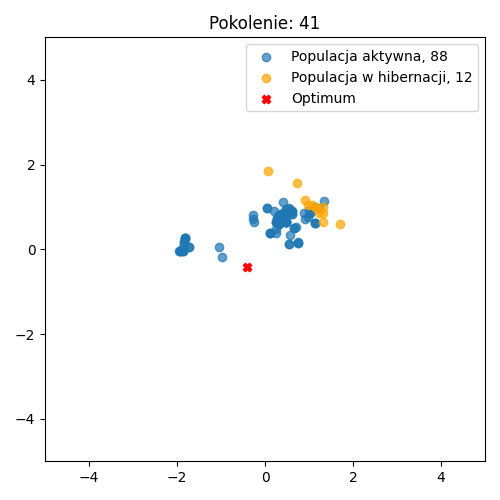 Pokolenie: 41
Populacja aktywna, 88
Populacja w hibernacji, 12
Optimum
4
2
0
−2
−4
−4
−2
0
2
4